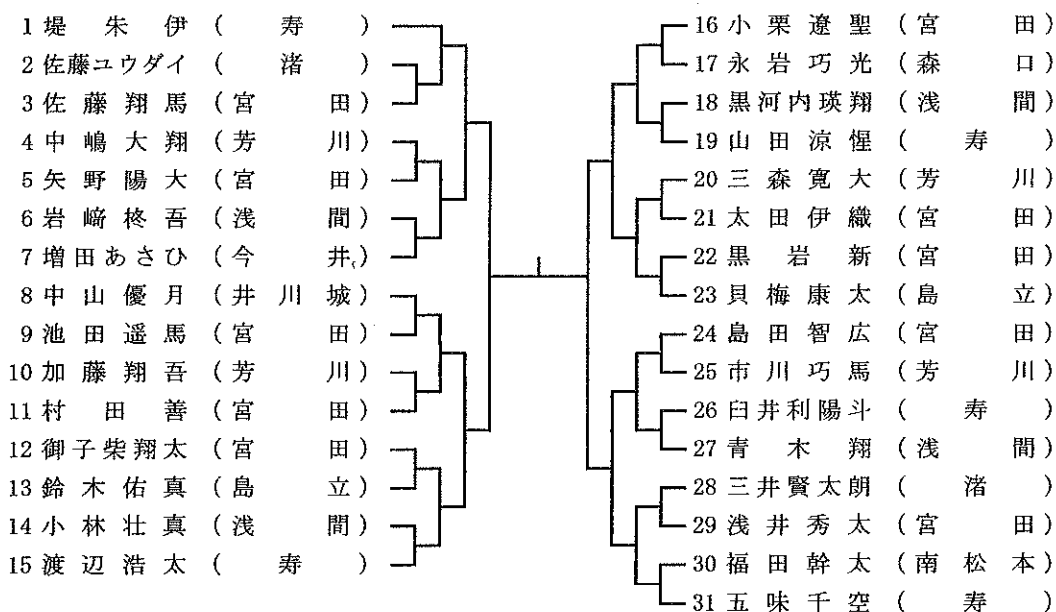 1 堤朱伊 (寿)
2 佐藤ユウダイ (渚)
3 佐藤翔馬 (宮田)
4 中嶋大翔 (芳川)
5 矢野陽大 (宮田)
6 岩﨑柊吾 (浅間)
7 増田あさひ (今井)
8 中山優月 (井川城)
9 池田遥馬 (宮田)
10 加藤翔吾 (芳川)
11 村田善 (宮田)
12 御子柴翔太 (宮田)
13 鈴木佑真 (島立)
14 小林壮真 (浅間)
15 渡辺浩太 (寿)
16 小栗遼聖 (宮田)
17 永岩巧光 (森口)
18 黒河内瑛翔 (浅間)
19 山田涼惺 (寿)
20 三森寛大 (芳川)
21 太田伊織 (宮田)
22 黒岩新 (宮田)
23 貝梅康太 (島立)
24 島田智広 (宮田)
25 市川巧馬 (芳川)
26 臼井利陽斗 (寿)
27 青木翔 (浅間)
28 三井賢太朗 (渚)
29 浅井秀太 (宮田)
30 福田幹太 (南松本)
31 五味千空 (寿)